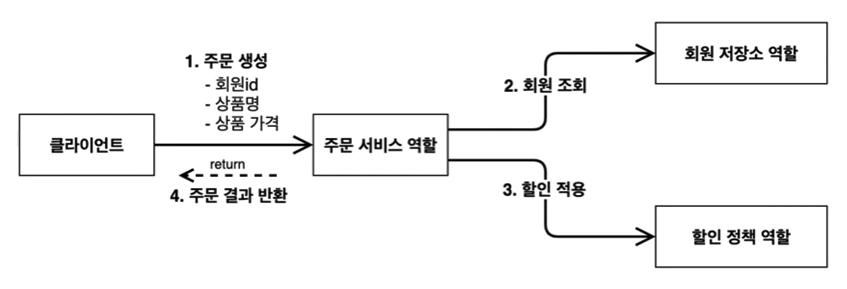 1. 주문 생성
- 회원id
- 상품명
- 상품 가격
클라이언트
주문 서비스 역할
return
4. 주문 결과 반환
2. 회원 조회
회원 저장소 역할
3. 할인 적용
할인 정책 역할